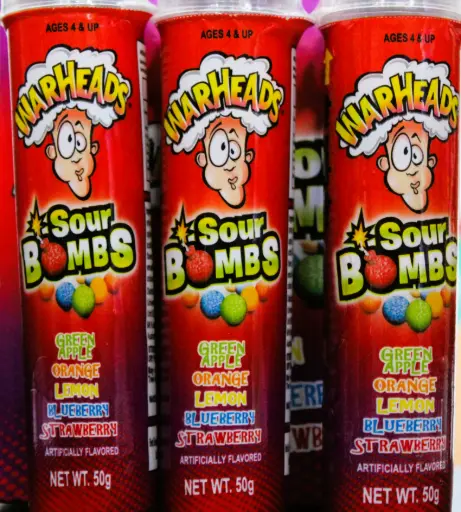 AGES 4 & UP
WARHEADS
Sour
BOMBS
GREEN
APPLE
ORANGE
LEMON
BLUEBERRY
STRAWBERRY
ARTIFICIALLY FLAVORED
NET WT. 50g
AGES 4 & UP
WARHEADS
Sour
BOMBS
GREEN
APPLE
ORANGE
LEMON
BLUEBERRY
STRAWBERRY
ARTIFICIALLY FLAVORED
NET WT. 50g
AGES 4 & UP
WARHEADS
Sour
BOMBS
GREEN
APPLE
ORANGE
LEMON
BLUEBERRY
STRAWBERRY
ARTIFICIALLY FLAVORED
NET WT. 50g